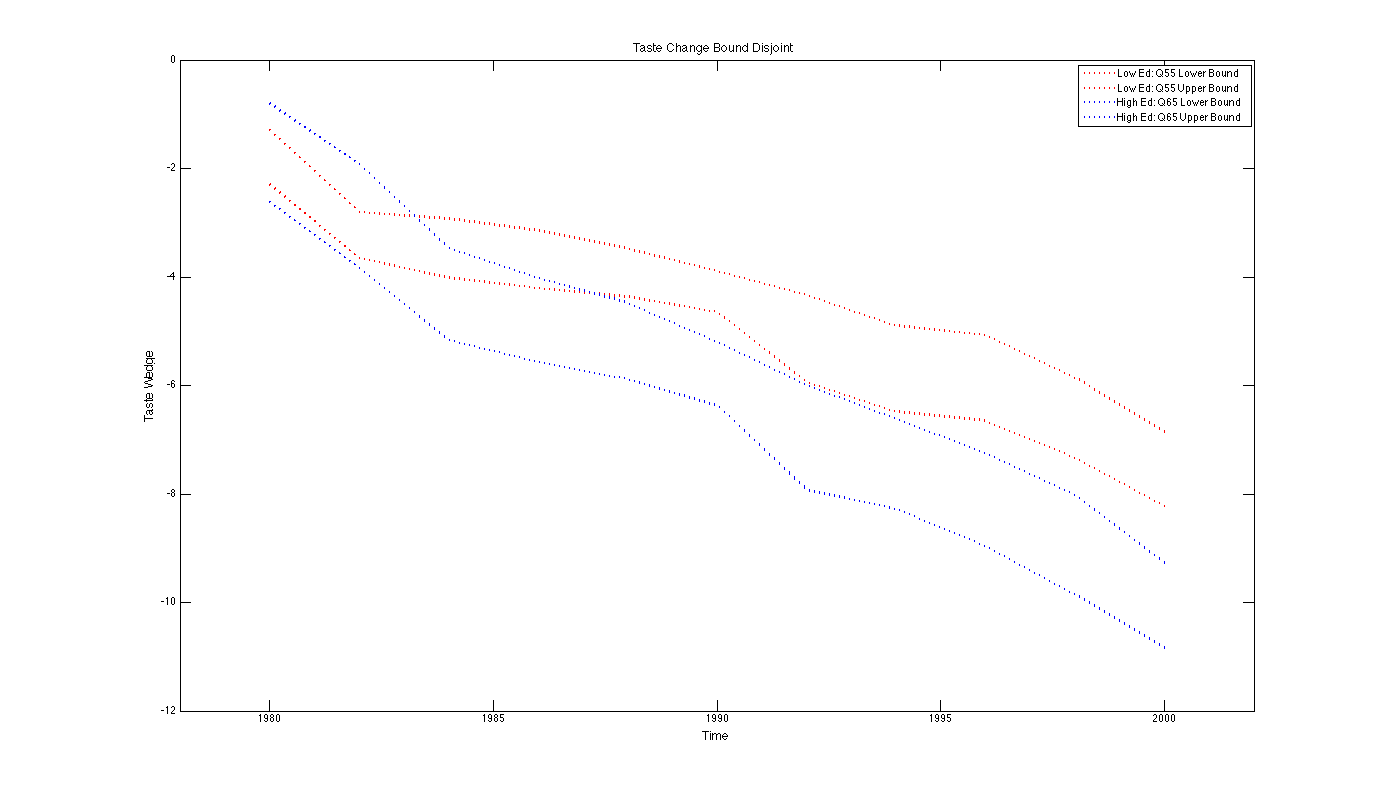 Taste Change Bound Disjoint
0
-2
-4
-6
-8
-10
-12
Taste Wedge
Low Ed: Q55 Lower Bound
Low Ed: Q55 Upper Bound
High Ed: Q65 Lower Bound
High Ed: Q65 Upper Bound
1980 1985 1990 1995 2000
Time